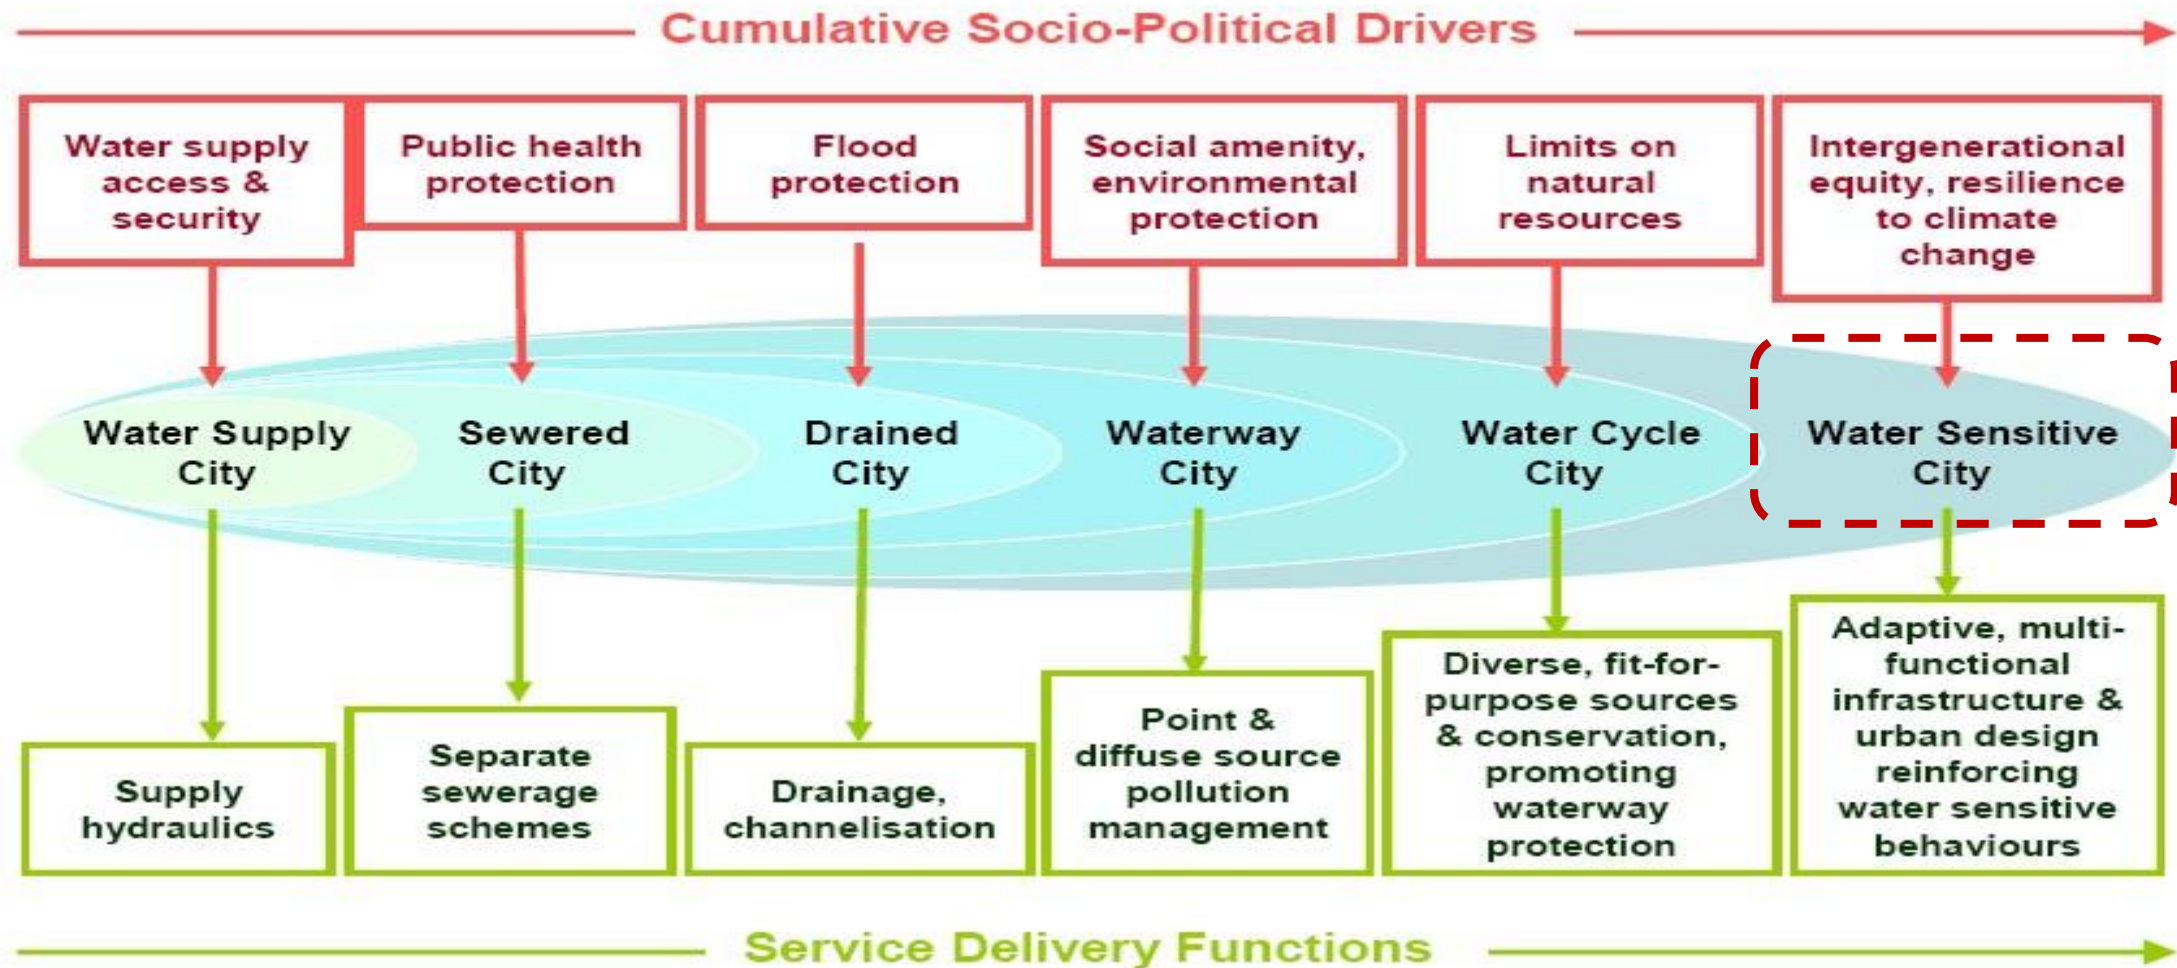 Cumulative Socio-Political Drivers
Water supply
access &
security
Public health
protection
Flood
protection
Social amenity,
environmental
protection
Limits on
natural
resources
Intergenerational
equity, resilience
to climate
change
Water Supply
City
Sewered
City
Drained
City
Waterway
City
Water Cycle
City
Water Sensitive
City
Supply
hydraulics
Separate
sewerage
schemes
Drainage,
channelisation
Point &
diffuse source
pollution
management
Diverse, fit-for-
purpose sources
& conservation,
promoting
waterway
protection
Adaptive, multi-
functional
infrastructure &
urban design
reinforcing
water sensitive
behaviours
Service Delivery Functions